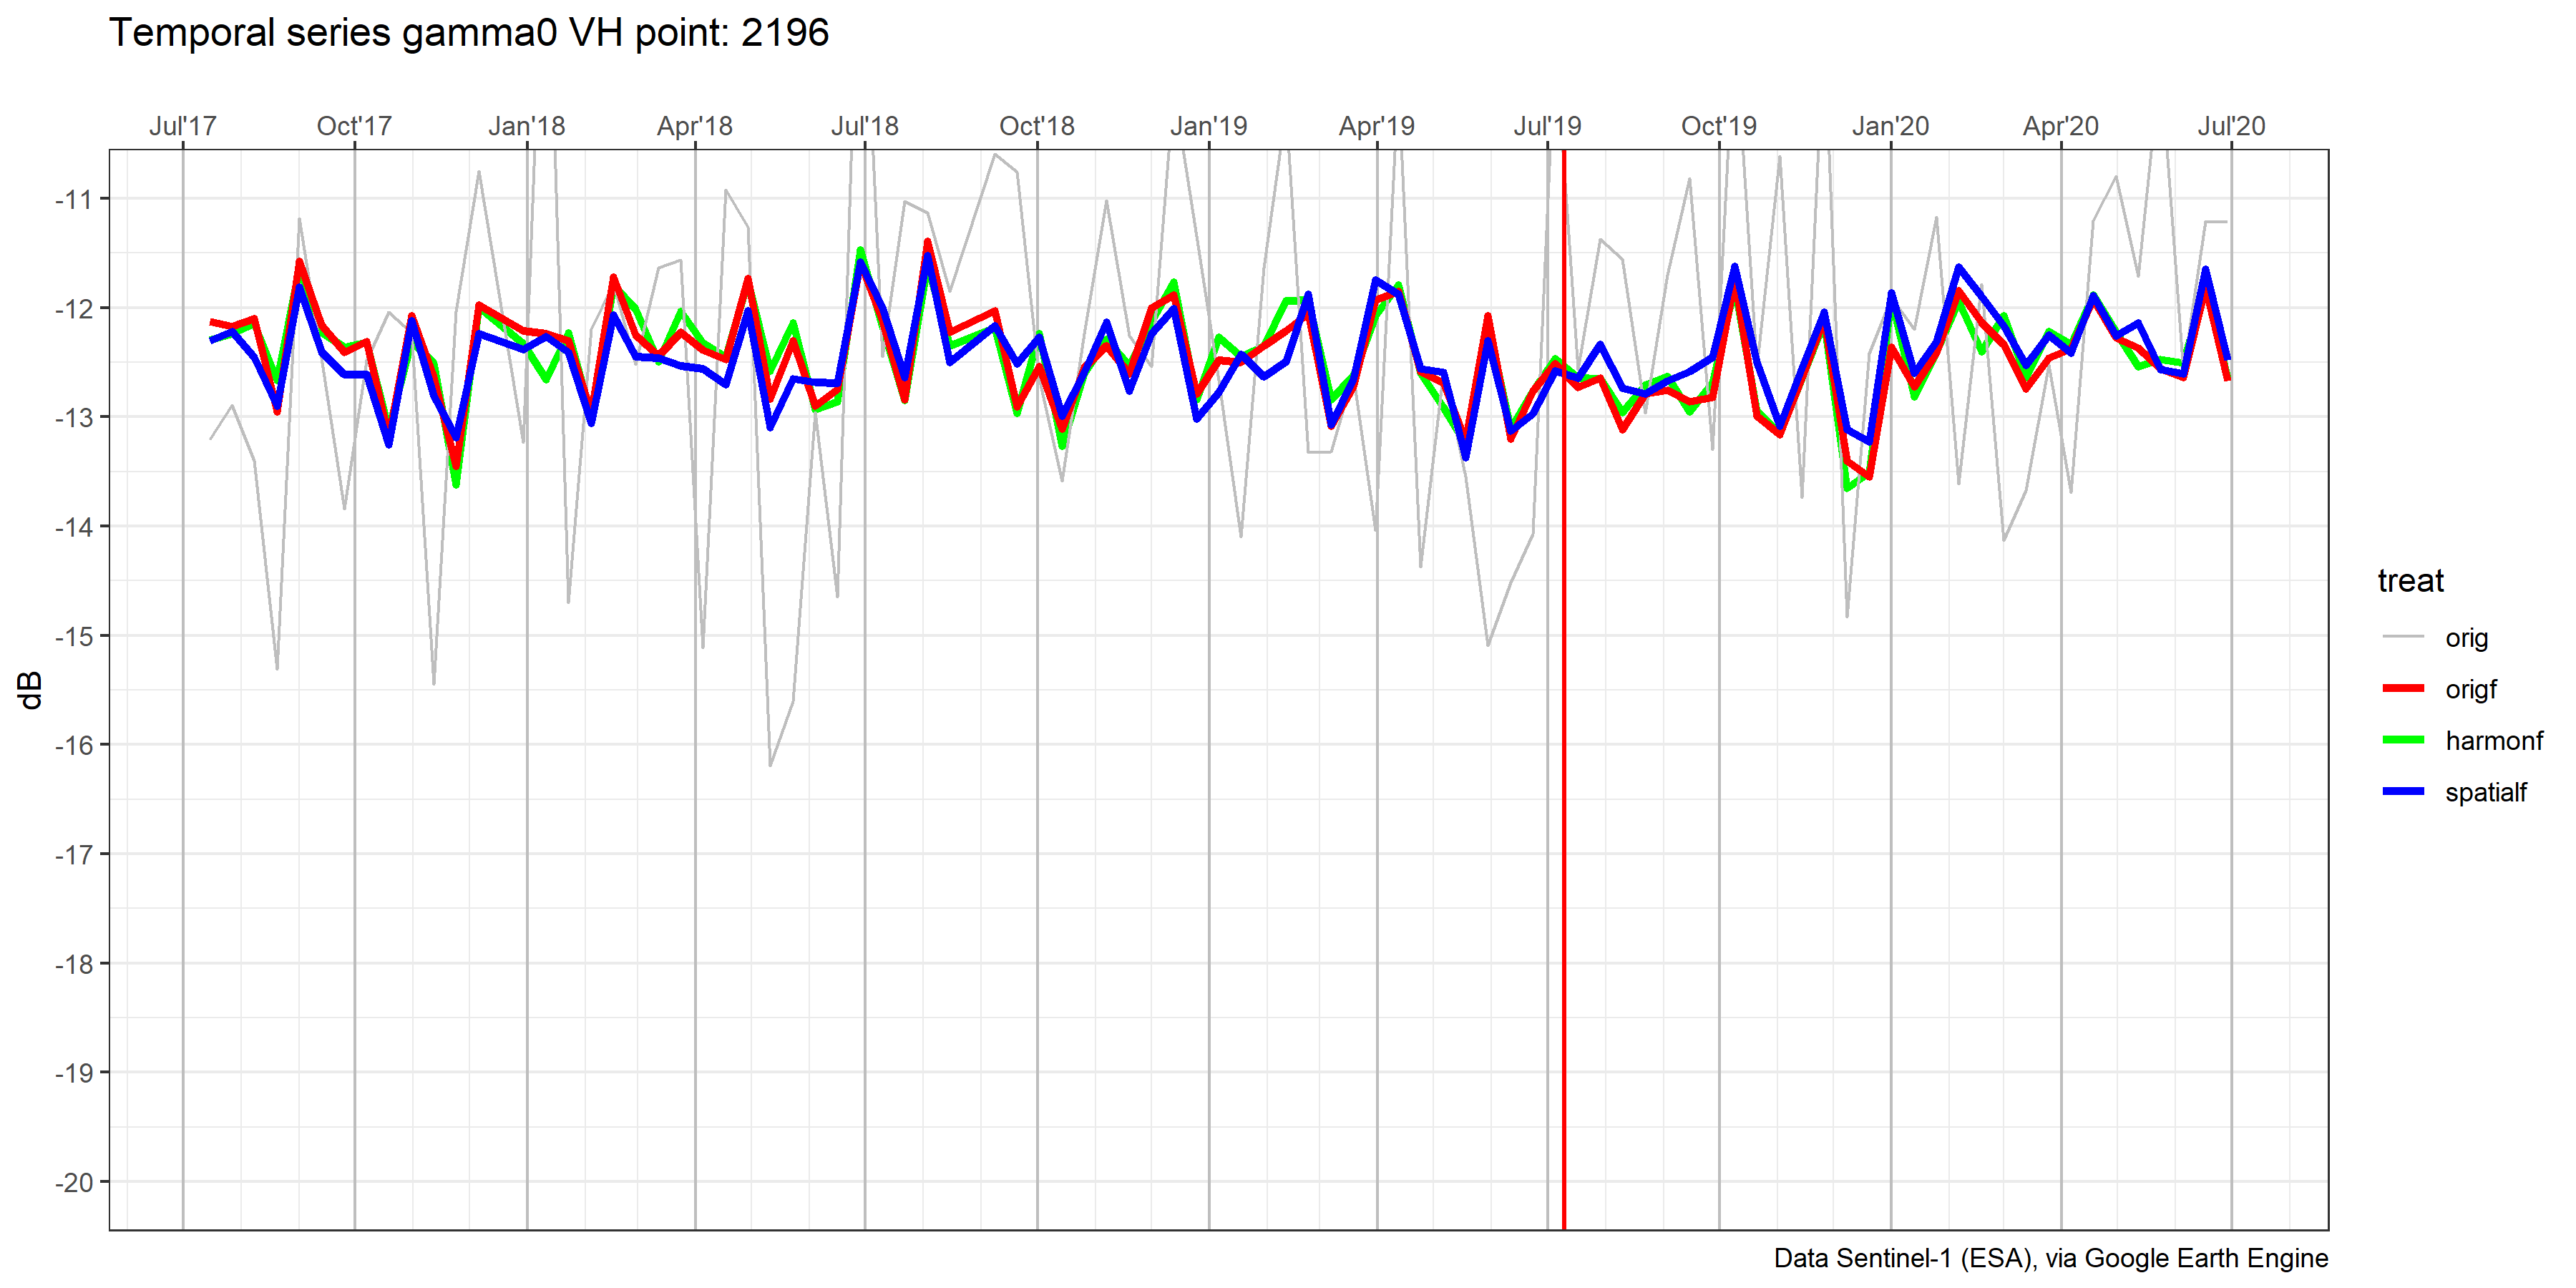 Temporal series gamma0 VH point: 2196
Jul'17 Oct'17 Jan'18 Apr'18 Jul'18 Oct'18 Jan'19 Apr'19 Jul'19 Oct'19 Jan'20 Apr'20 Jul'20
-11
-12
-13
-14
-15
-16
-17
-18
-19
-20
dB
treat
orig
origf
harmonf
spatialf
Data Sentinel-1 (ESA), via Google Earth Engine